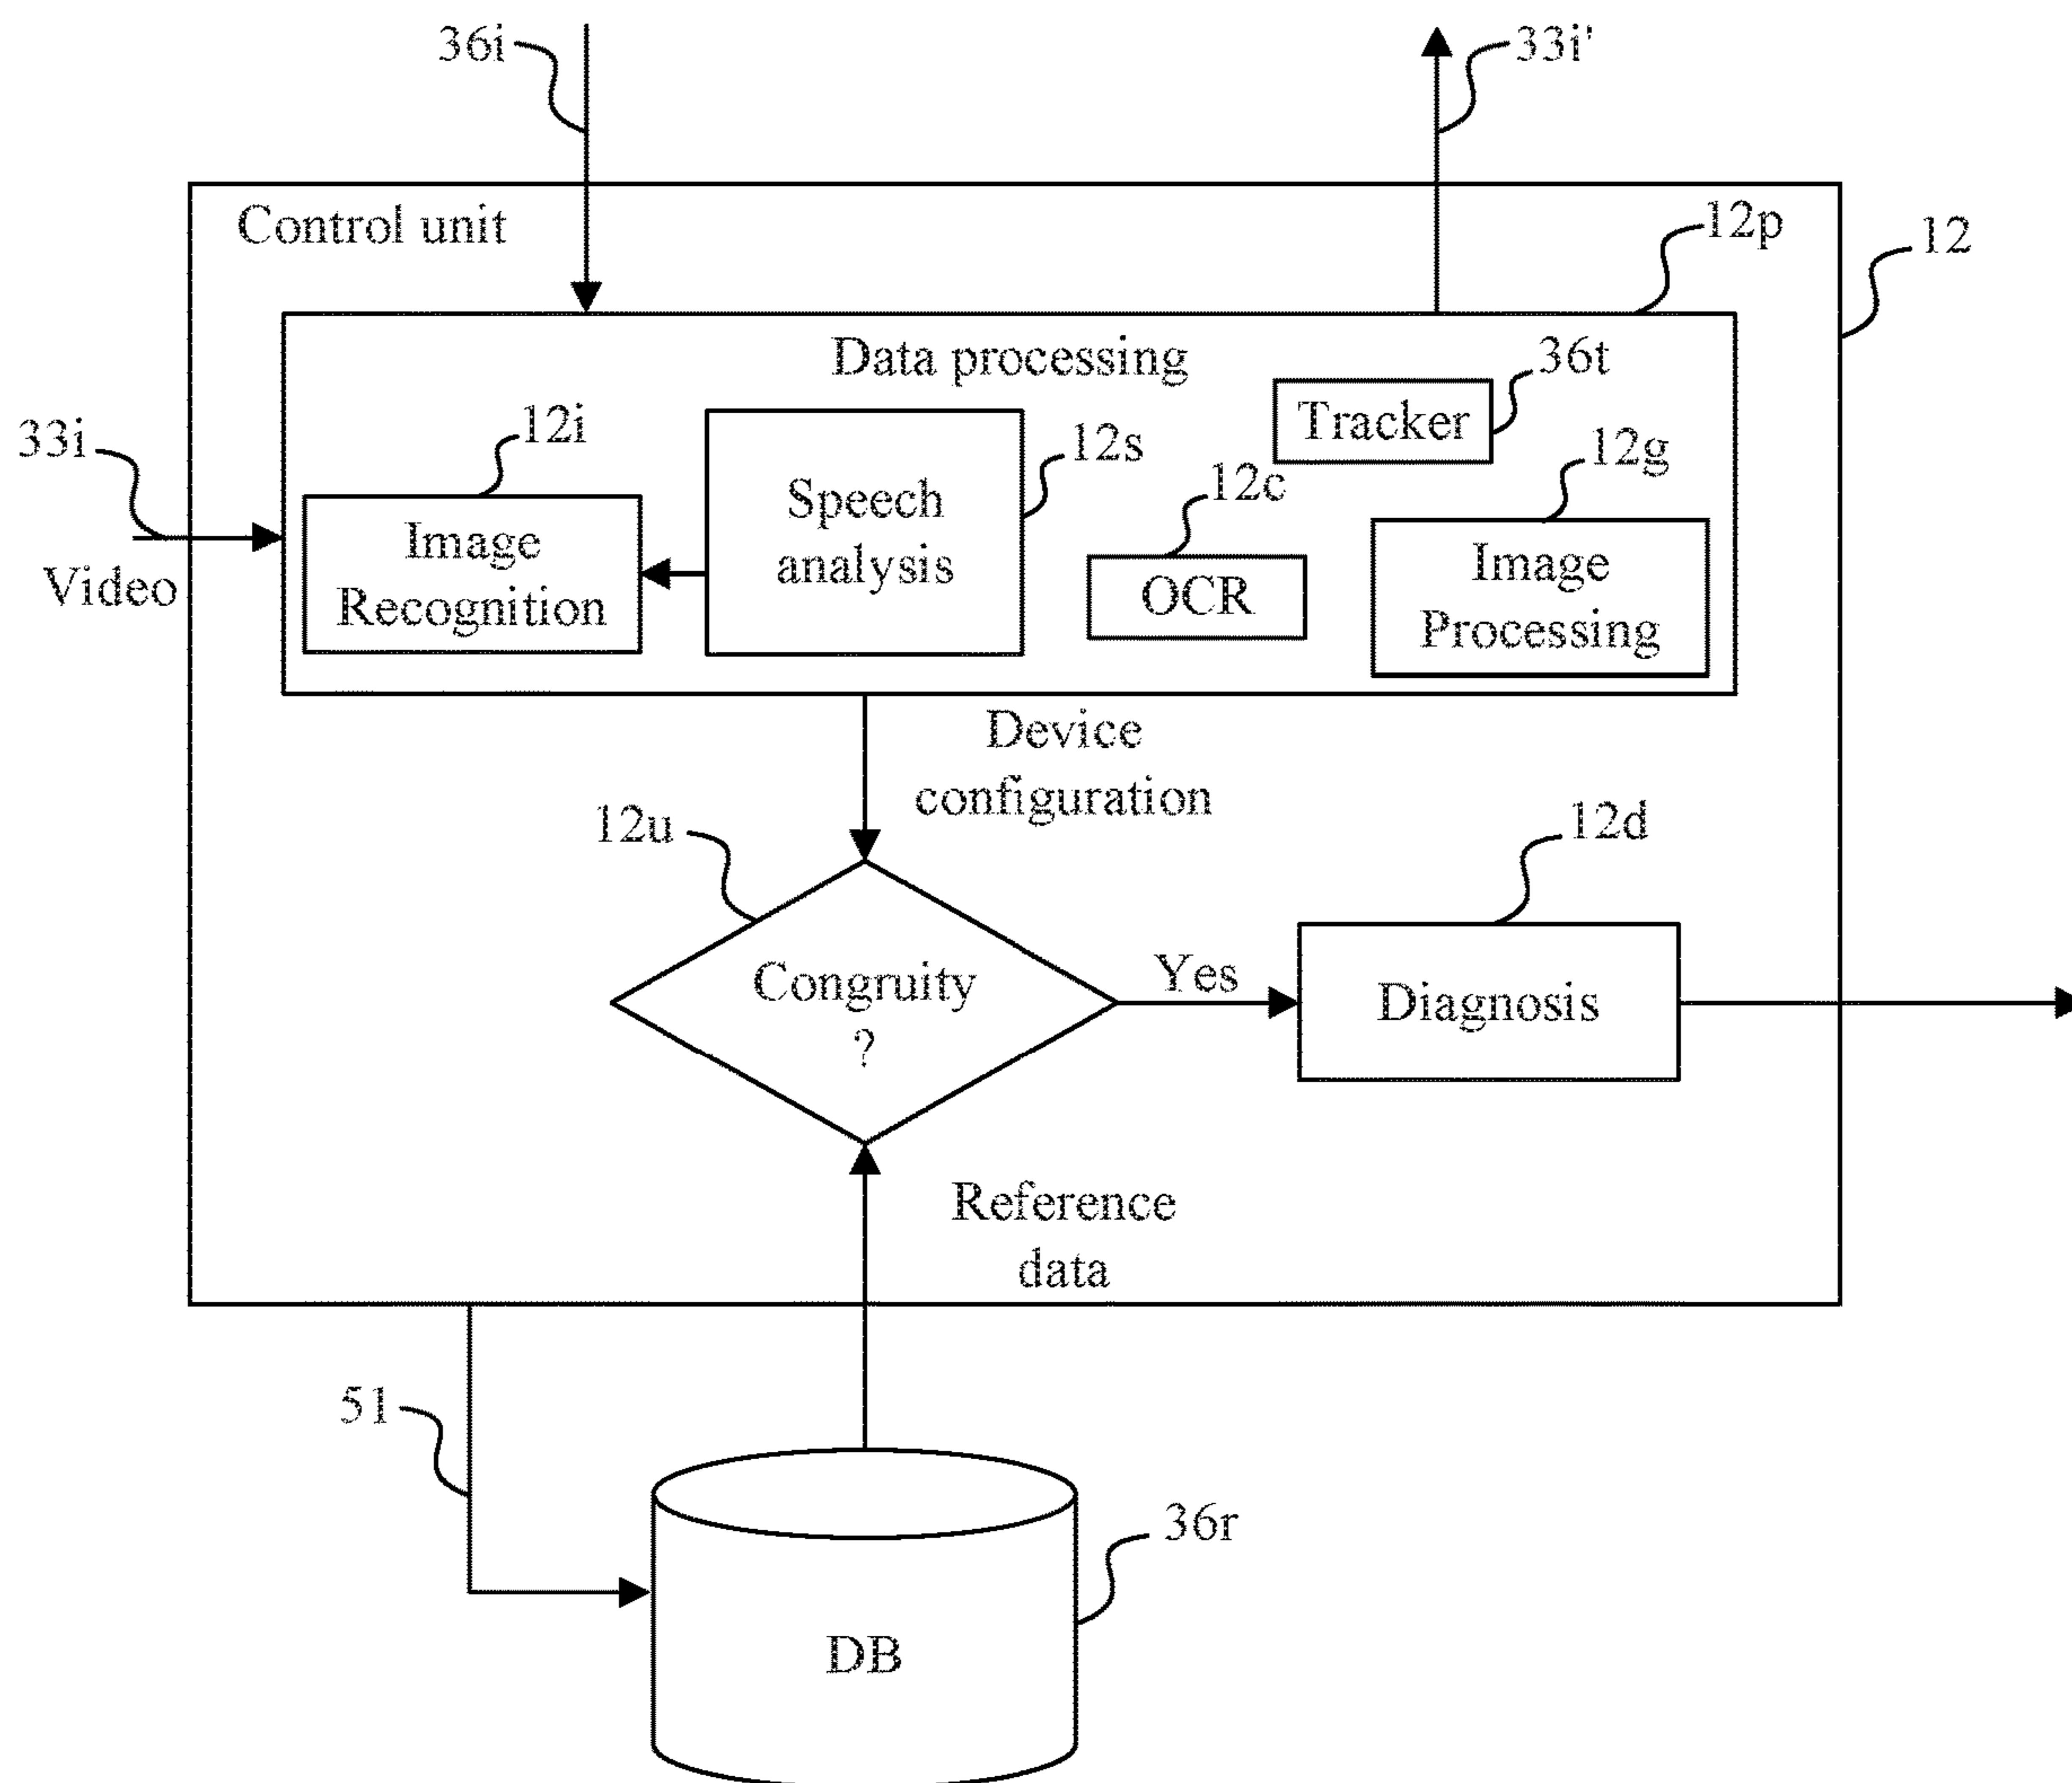 36i
33i'
Control unit
12p
12
Data processing
36t
Tracker
33i
12i
12s
12g
12c
Speech
analysis
Image
Recognition
OCR
Image
Processing
Video
Device
configuration
12u
12d
Congruity
?
Yes
Diagnosis
Reference
data
51
36r
DB